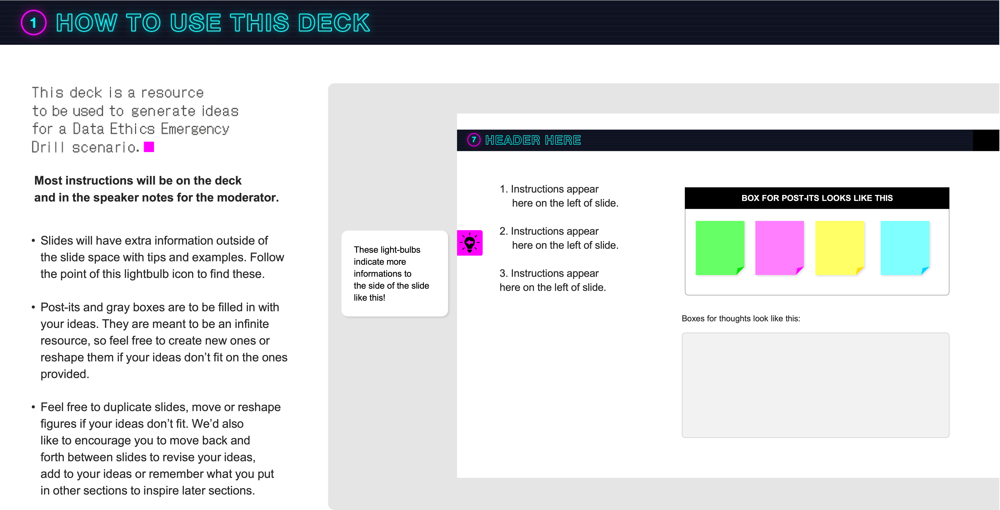 1 HOW TO USE THIS DECK
This deck is a resource
to be used to generate ideas
for a Data Ethics Emergency
Drill scenario.
Most instructions will be on the deck
and in the speaker notes for the moderator.
• Slides will have extra information outside of
the slide space with tips and examples. Follow
the point of this lightbulb icon to find these.
• Post-its and gray boxes are to be filled in with
your ideas. They are meant to be an infinite
resource, so feel free to create new ones or
reshape them if your ideas don’t fit on the ones
provided.
• Feel free to duplicate slides, move or reshape
figures if your ideas don’t fit. We’d also
like to encourage you to move back and
forth between slides to revise your ideas,
add to your ideas or remember what you put
in other sections to inspire later sections.
These light-bulbs
indicate more
informations to
the side of the slide
like this!
7 HEADER HERE
1. Instructions appear
here on the left of slide.
2. Instructions appear
here on the left of slide.
3. Instructions appear
here on the left of slide.
BOX FOR POST-ITS LOOKS LIKE THIS
Boxes for thoughts look like this: